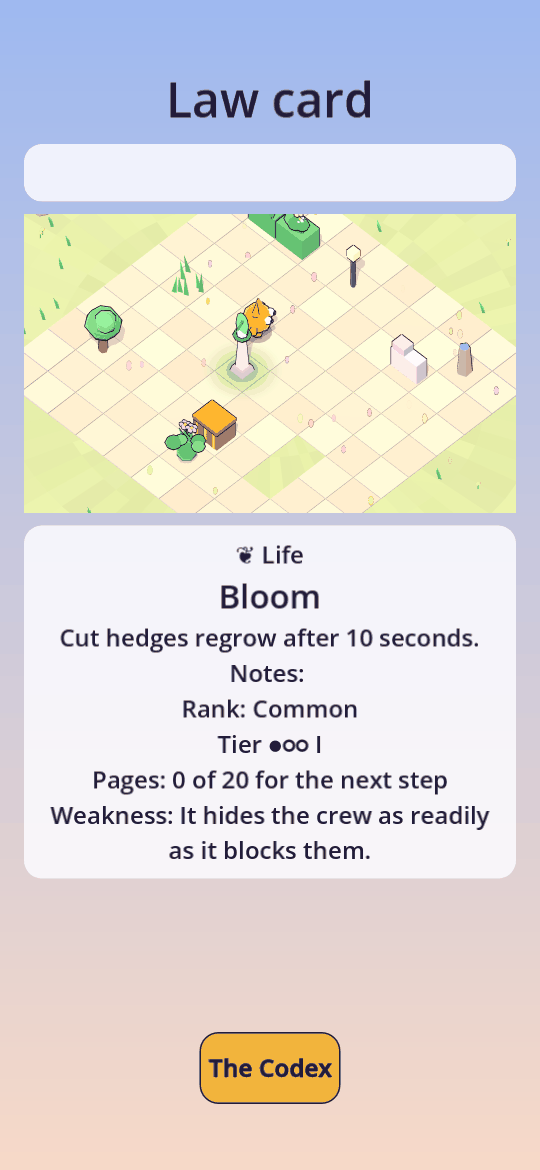 Law card
❦ Life
Bloom
Cut hedges regrow after 10 seconds.
Notes:
Rank: Common
Tier ●○○ I
Pages: 0 of 20 for the next step
Weakness: It hides the crew as readily
as it blocks them.
The Codex